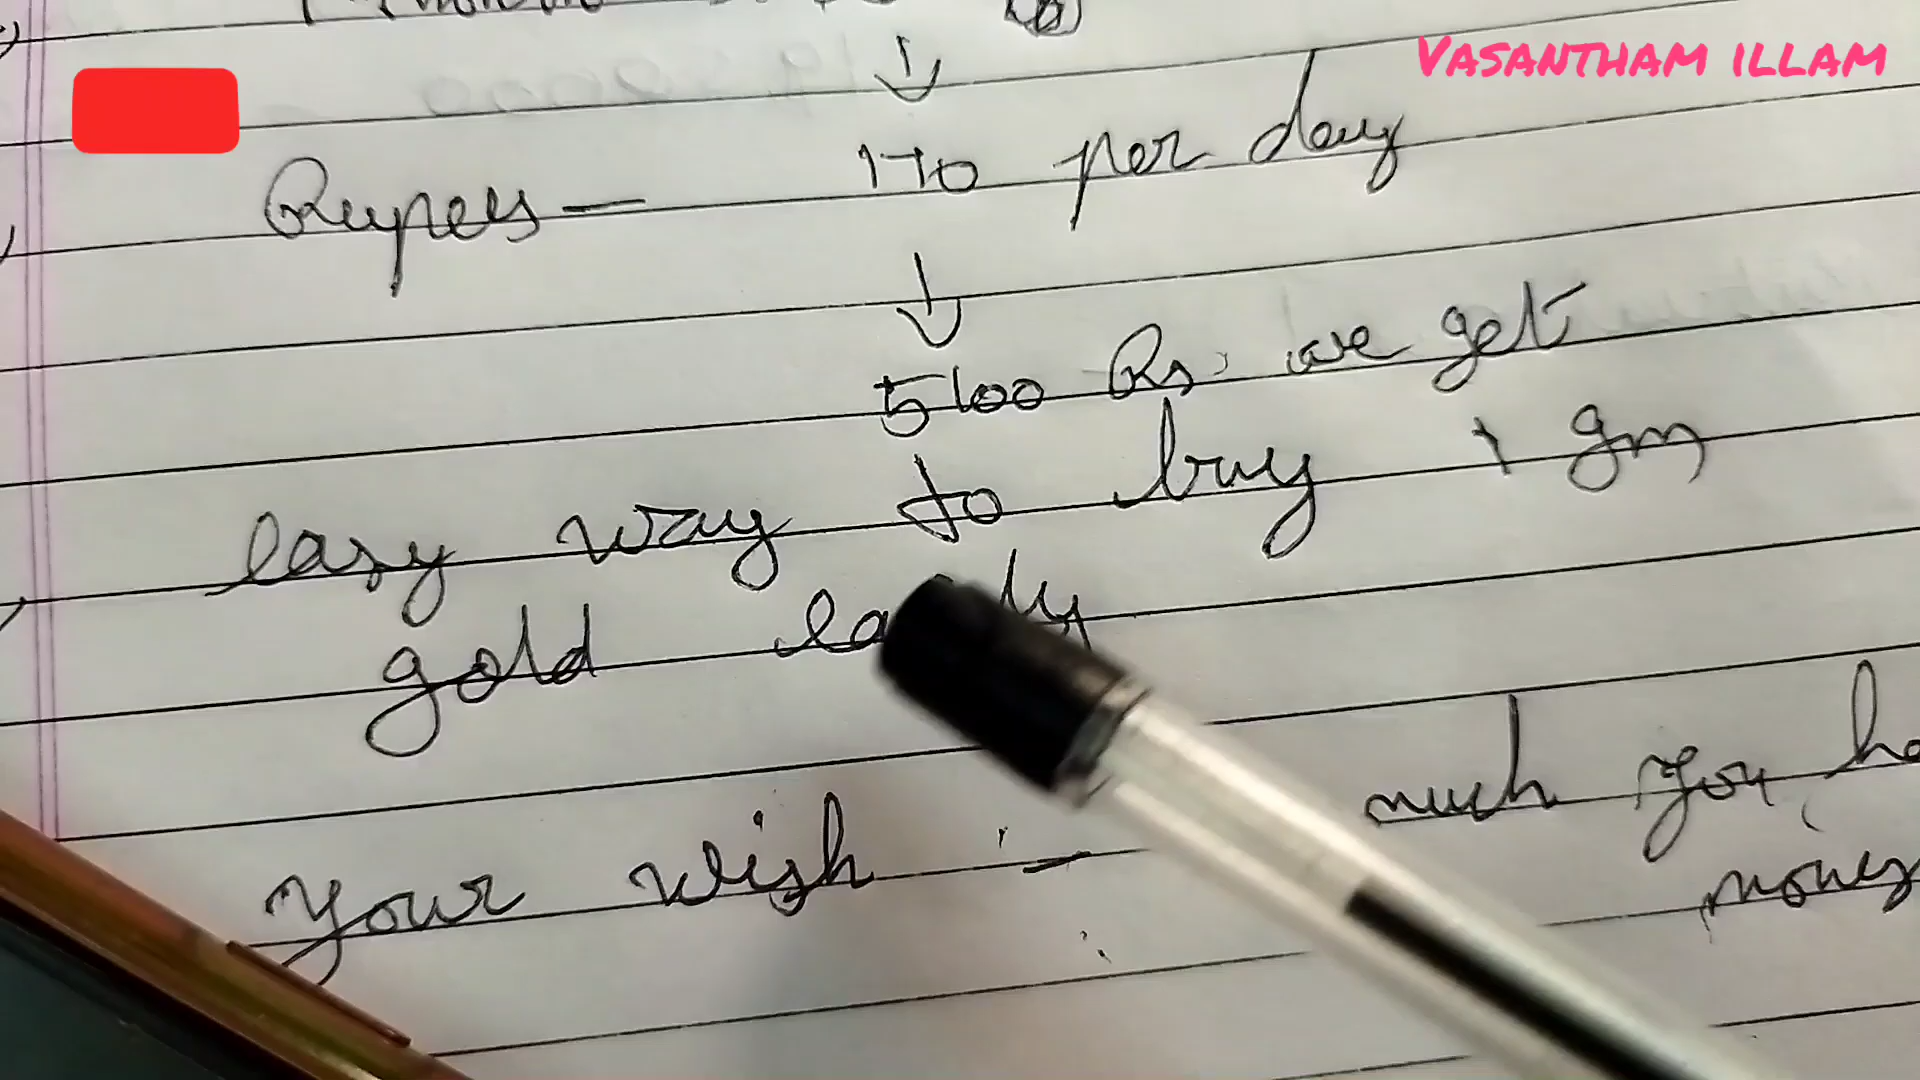 VASANTHAM ILLAM
Rupees — 170 per day
5100 Rs. we get
easy way to buy 1 gm
gold
Your wish :- much you
money